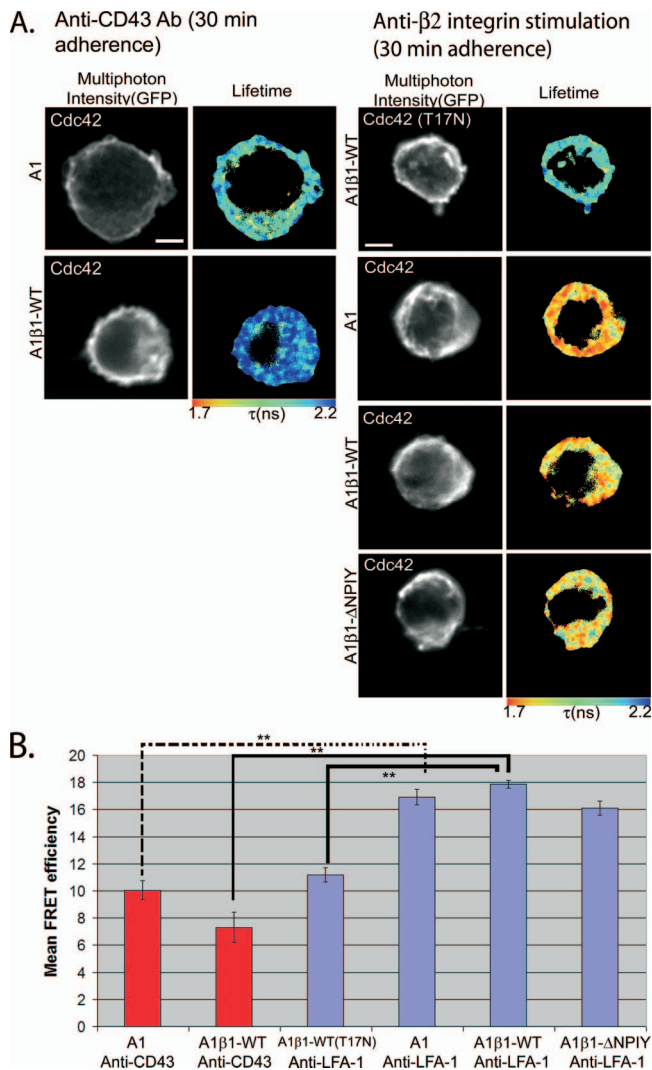 A.
Anti-CD43 Ab (30 min
adherence)
Anti-β2 integrin stimulation
(30 min adherence)
Multiphoton
Intensity(GFP)
Lifetime
Multiphoton
Intensity(GFP)
Lifetime
A1
Cdc42
A1β1-WT
Cdc42
1.7
τ(ns)
2.2
A1β1-WT
Cdc42 (T17N)
A1
Cdc42
A1β1-WT
Cdc42
A1β1-ΔNPIY
Cdc42
1.7
τ(ns)
2.2
B.
Mean FRET efficiency
20
18
16
14
12
10
8
6
4
2
0
**
**
**
A1
Anti-CD43
A1β1-WT
Anti-CD43
A1β1-WT(T17N)
Anti-LFA-1
A1
Anti-LFA-1
A1β1-WT
Anti-LFA-1
A1β1-ΔNPIY
Anti-LFA-1